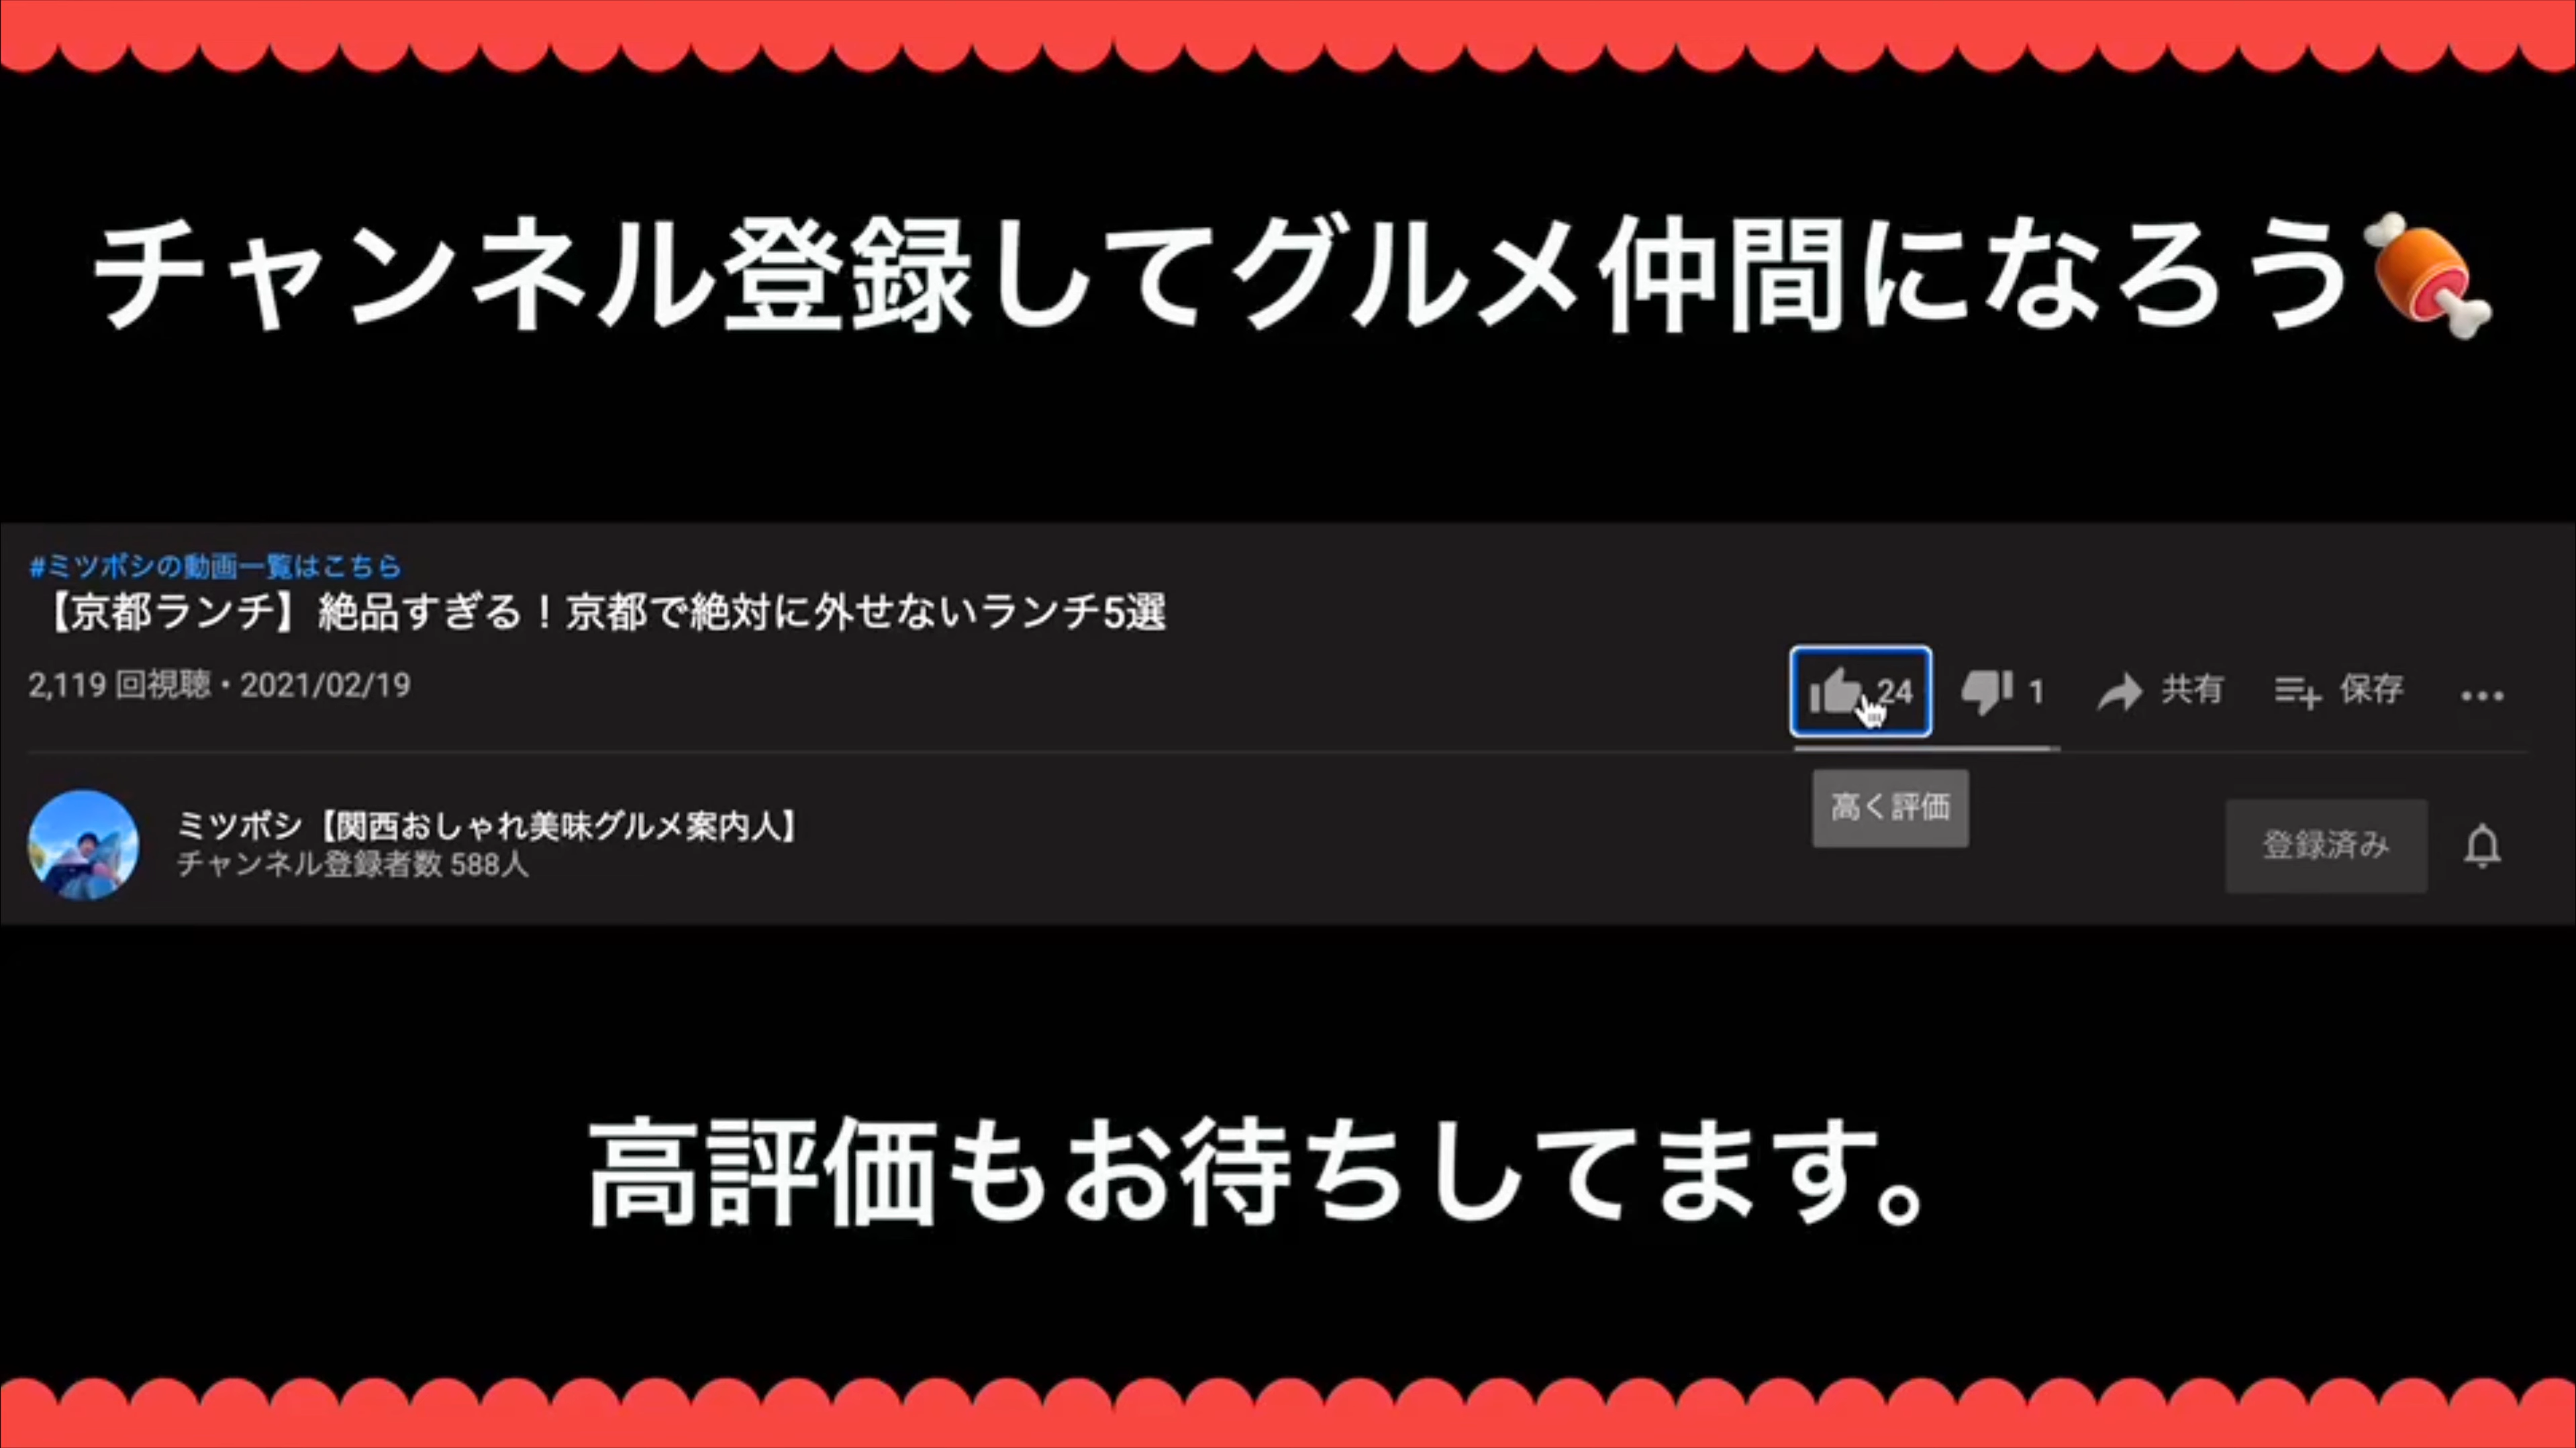 チャンネル登録してグルメ仲間になろう🍖
#ミツボシの動画一覧はこちら
【京都ランチ】絶品すぎる！京都で絶対に外せないランチ5選
2,119 回視聴・2021/02/19
24 1 共有 保存
高く評価
ミツボシ【関西おしゃれ美味グルメ案内人】
チャンネル登録者数 588人
登録済み
高評価もお待ちしてます。